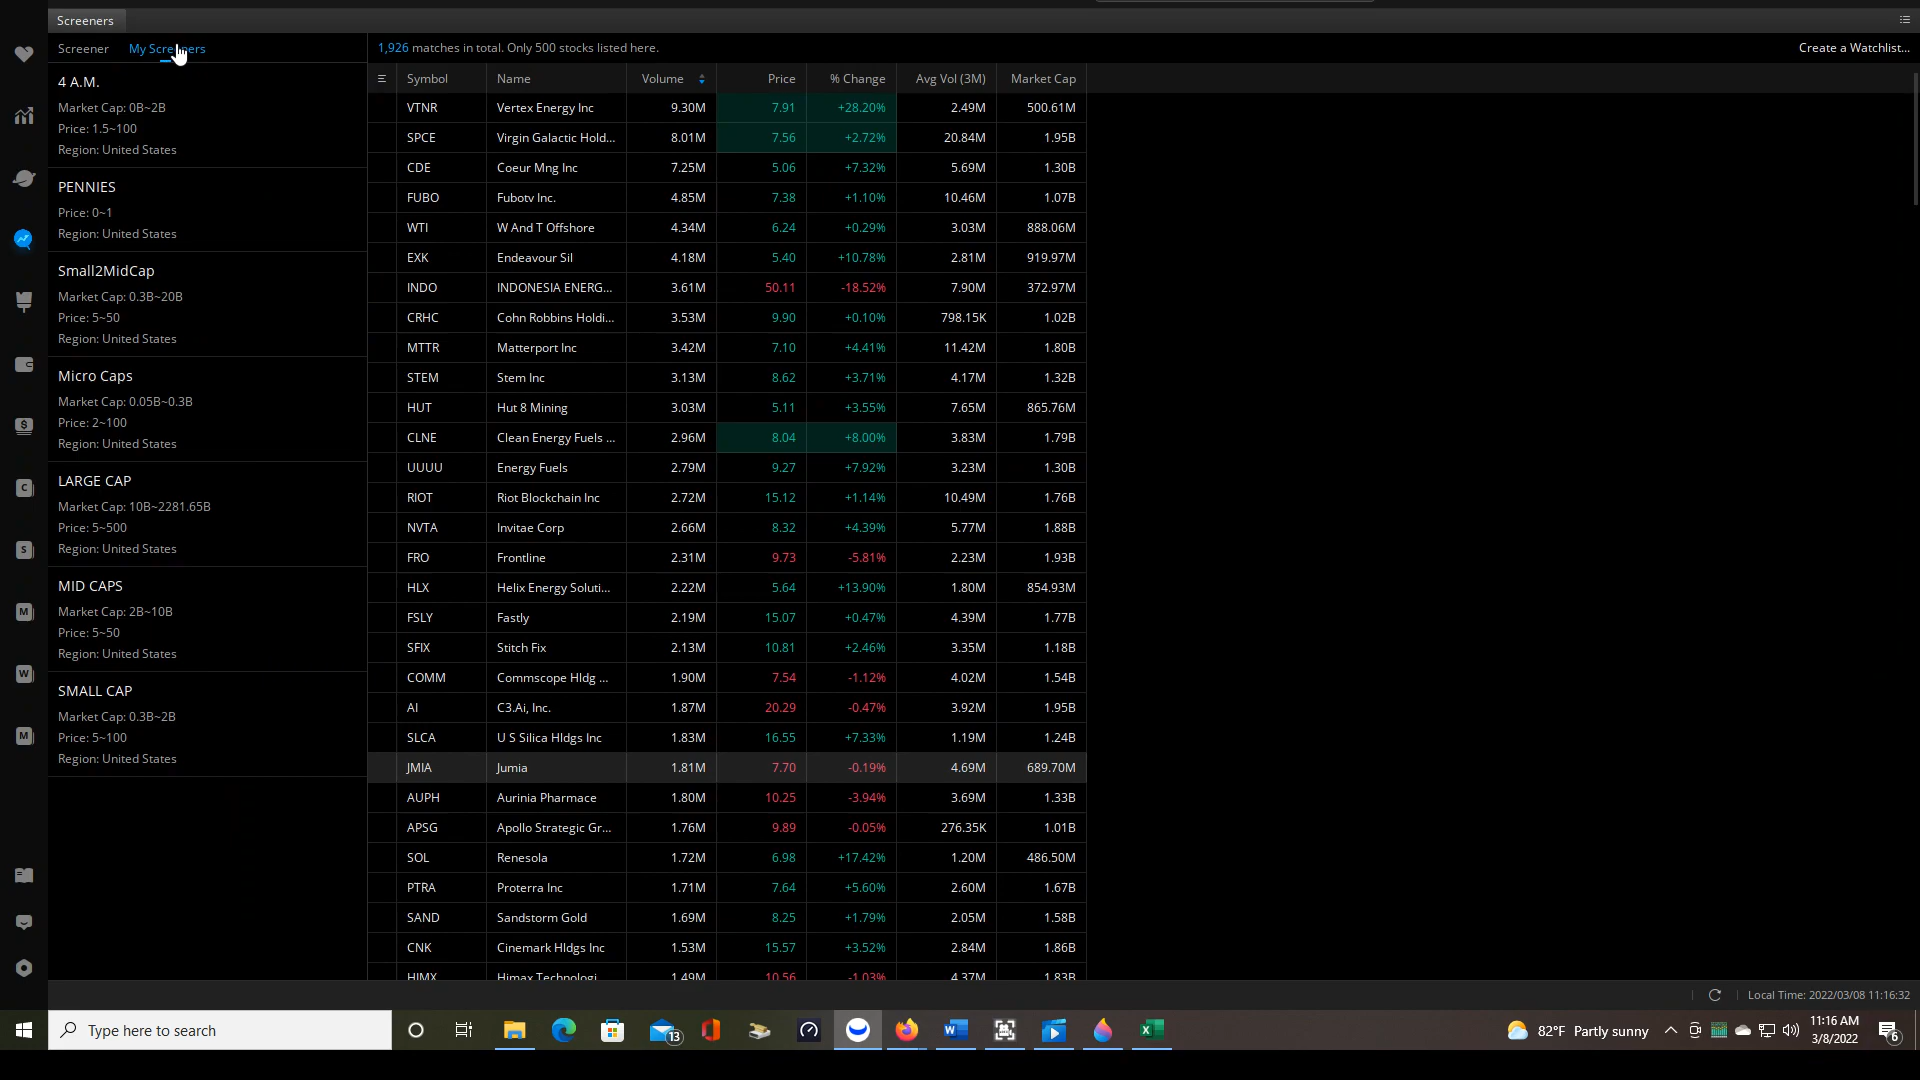 Screeners
Screener My Screeners
1,926 matches in total. Only 500 stocks listed here.
Create a Watchlist...
4 A.M.
Market Cap: 0B~2B
Price: 1.5~100
Region: United States
PENNIES
Price: 0~1
Region: United States
Small2MidCap
Market Cap: 0.3B~20B
Price: 5~50
Region: United States
Micro Caps
Market Cap: 0.05B~0.3B
Price: 2~100
Region: United States
LARGE CAP
Market Cap: 10B~2281.65B
Price: 5~500
Region: United States
MID CAPS
Market Cap: 2B~10B
Price: 5~50
Region: United States
SMALL CAP
Market Cap: 0.3B~2B
Price: 5~100
Region: United States
Symbol Name Volume Price % Change Avg Vol (3M) Market Cap
VTNR Vertex Energy Inc 9.30M 7.91 +28.20% 2.49M 500.61M
SPCE Virgin Galactic Hold... 8.01M 7.56 +2.72% 20.84M 1.95B
CDE Coeur Mng Inc 7.25M 5.06 +7.32% 5.69M 1.30B
FUBO Fubotv Inc. 4.85M 7.38 +1.10% 10.46M 1.07B
WTI W And T Offshore 4.34M 6.24 +0.29% 3.03M 888.06M
EXK Endeavour Sil 4.18M 5.40 +10.78% 2.81M 919.97M
INDO INDONESIA ENERG... 3.61M 50.11 -18.52% 7.90M 372.97M
CRHC Cohn Robbins Holdi... 3.53M 9.90 +0.10% 798.15K 1.02B
MTTR Matterport Inc 3.42M 7.10 +4.41% 11.42M 1.80B
STEM Stem Inc 3.13M 8.62 +3.71% 4.17M 1.32B
HUT Hut 8 Mining 3.03M 5.11 +3.55% 7.65M 865.76M
CLNE Clean Energy Fuels ... 2.96M 8.04 +8.00% 3.83M 1.79B
UUUU Energy Fuels 2.79M 9.27 +7.92% 3.23M 1.30B
RIOT Riot Blockchain Inc 2.72M 15.12 +1.14% 10.49M 1.76B
NVTA Invitae Corp 2.66M 8.32 +4.39% 5.77M 1.88B
FRO Frontline 2.31M 9.73 -5.81% 2.23M 1.93B
HLX Helix Energy Soluti... 2.22M 5.64 +13.90% 1.80M 854.93M
FSLY Fastly 2.19M 15.07 +0.47% 4.39M 1.77B
SFIX Stitch Fix 2.13M 10.81 +2.46% 3.35M 1.18B
COMM Commscope Hldg ... 1.90M 7.54 -1.12% 4.02M 1.54B
AI C3.Ai, Inc. 1.87M 20.29 -0.47% 3.92M 1.95B
SLCA U S Silica Hldgs Inc 1.83M 16.55 +7.33% 1.19M 1.24B
JMIA Jumia 1.81M 7.70 -0.19% 4.69M 689.70M
AUPH Aurinia Pharmace 1.80M 10.25 -3.94% 3.69M 1.33B
APSG Apollo Strategic Gr... 1.76M 9.89 -0.05% 276.35K 1.01B
SOL Renesola 1.72M 6.98 +17.42% 1.20M 486.50M
PTRA Proterra Inc 1.71M 7.64 +5.60% 2.60M 1.67B
SAND Sandstorm Gold 1.69M 8.25 +1.79% 2.05M 1.58B
CNK Cinemark Hldgs Inc 1.53M 15.57 +3.52% 2.84M 1.86B
HIMX Himax Technologi 1.49M 10.56 -1.03% 4.37M 1.83B
$
C
S
M
W
M
Local Time: 2022/03/08 11:16:32
Type here to search
13
82°F Partly sunny
11:16 AM
3/8/2022
6